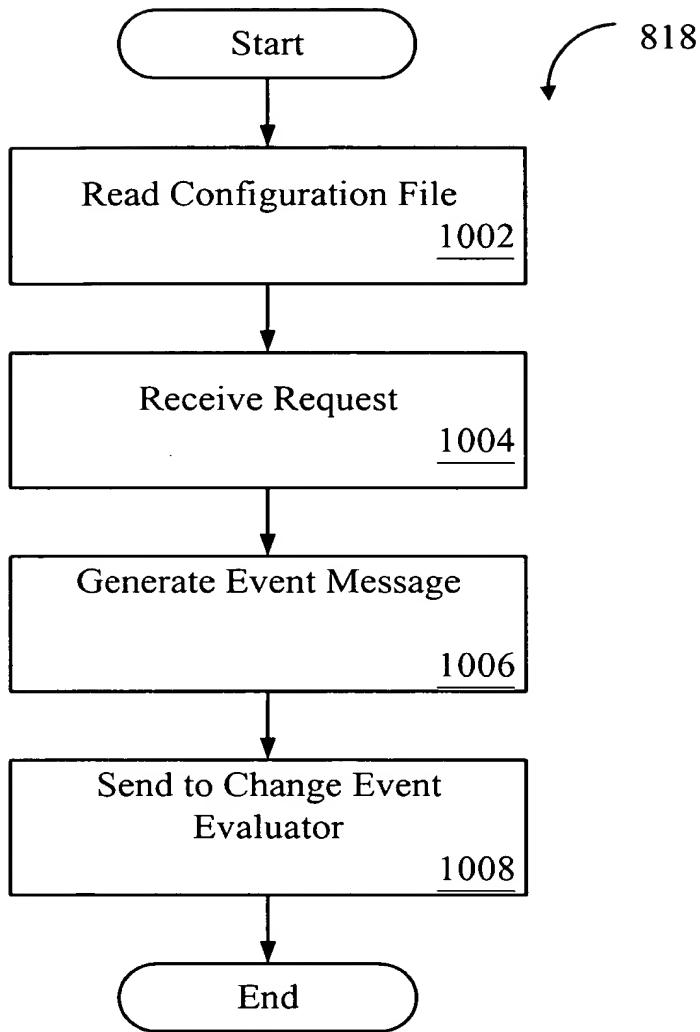 Start
818
Read Configuration File
1002
Receive Request
1004
Generate Event Message
1006
Send to Change Event
Evaluator
1008
End